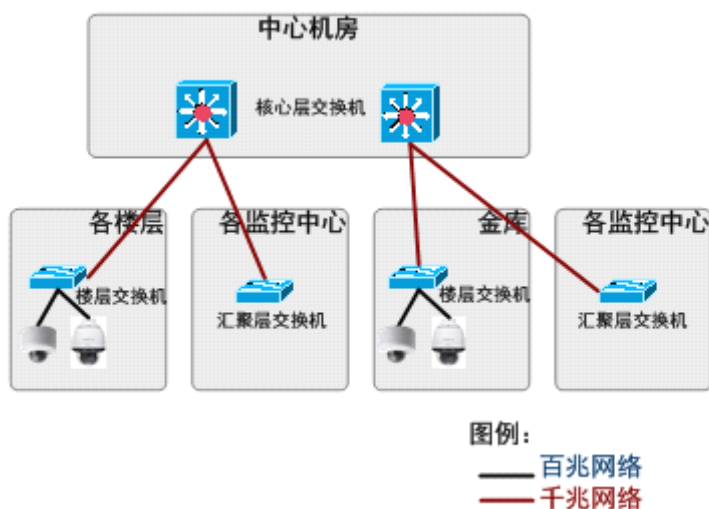 中心机房
核心层交换机
各楼层
各监控中心
金库
各监控中心
楼层交换机
汇聚层交换机
楼层交换机
汇聚层交换机
图例：
百兆网络
千兆网络